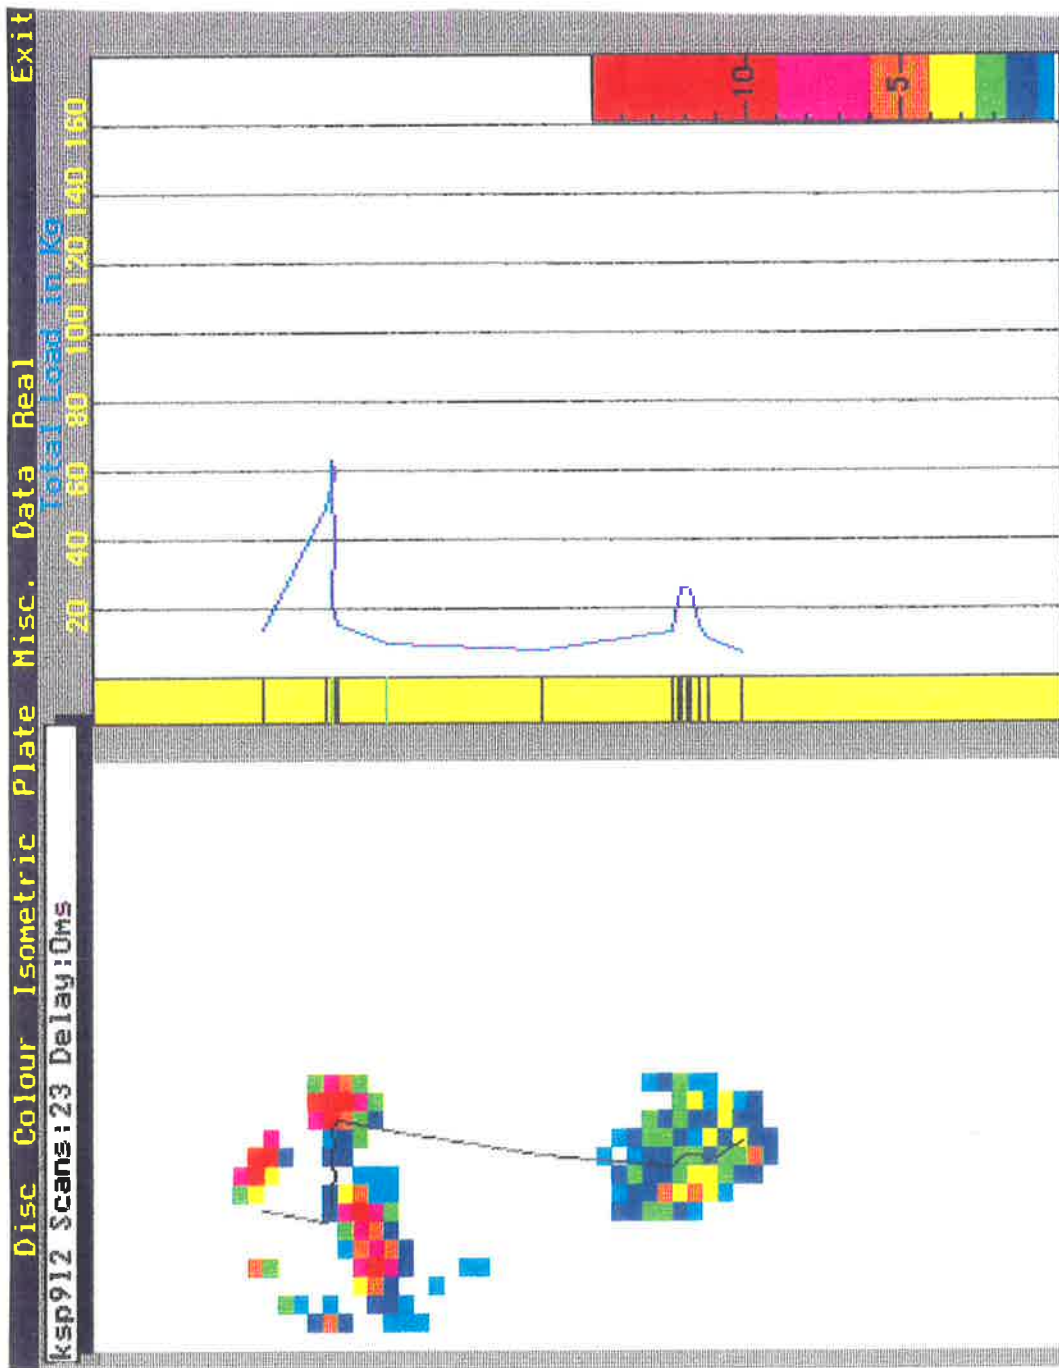 Disc Colour Isometric Plate Misc. Data Real Exit
ksp912 Scans:23 Delay:0ms
Total Load in Kg
20 40 60 80 100 120 140 160
10
5